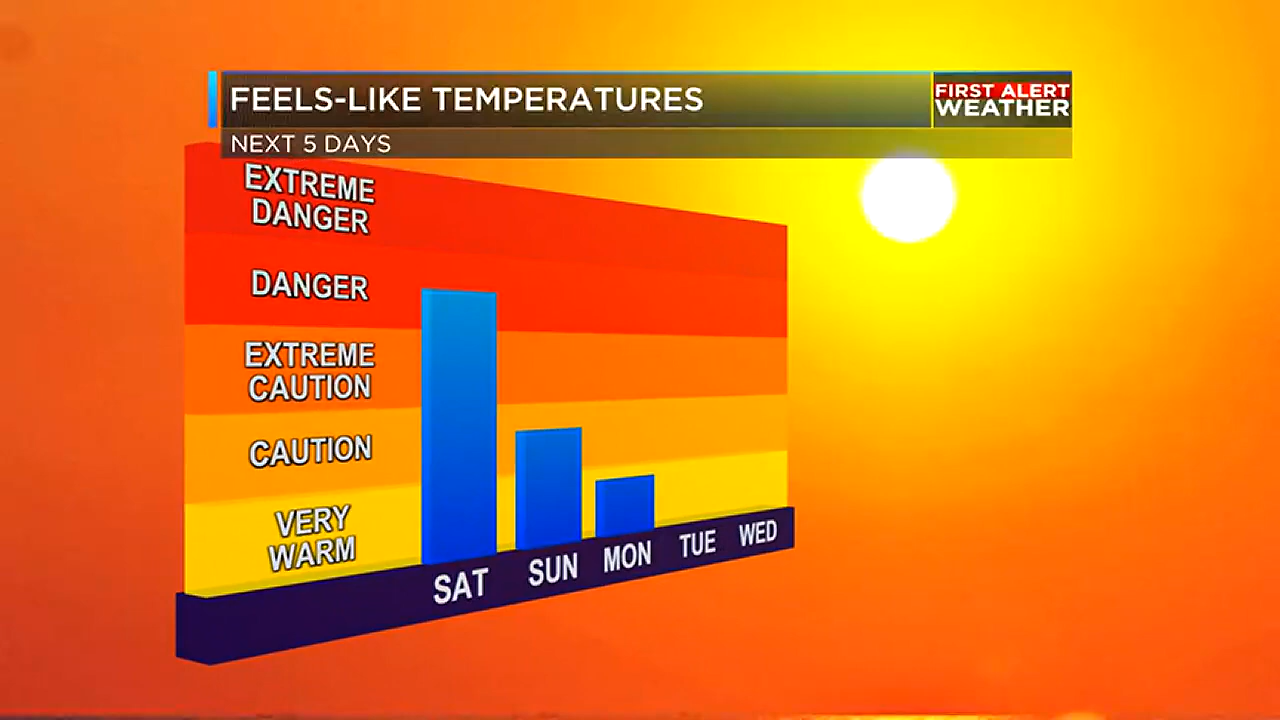 FEELS-LIKE TEMPERATURES
FIRST ALERT
WEATHER
NEXT 5 DAYS
EXTREME
DANGER
DANGER
EXTREME
CAUTION
CAUTION
VERY
WARM
SAT SUN MON TUE WED